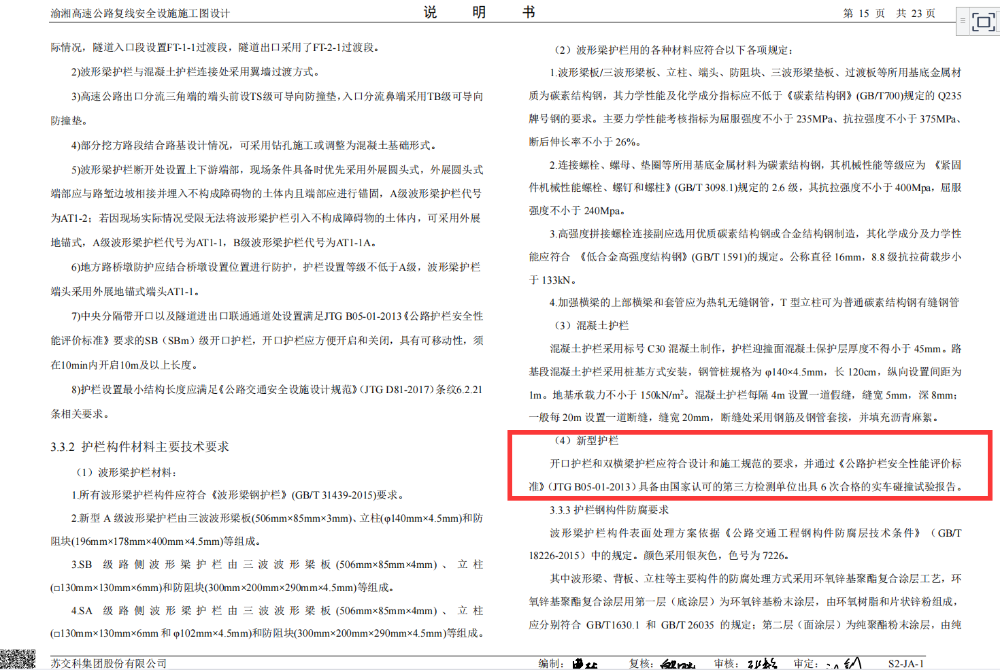 渝湘高速公路复线安全设施施工图设计
说 明 书
第 15 页 共 23 页
际情况，隧道入口段设置FT-1-1过渡段，隧道出口采用了FT-2-1过渡段。
2)波形梁护栏与混凝土护栏连接处采用翼墙过渡方式。
3)高速公路出口分流三角端的端头前设TS级可导向防撞垫，入口分流鼻端采用TB级可导向
防撞垫。
4)部分挖方路段结合路基设计情况，可采用钻孔施工或调整为混凝土基础形式。
5)波形梁护栏断开处设置上下游端部，现场条件具备时优先采用外展圆头式，外展圆头式
端部应与路堑边坡相接并埋入不构成障碍物的土体内且端部应进行锚固，A级波形梁护栏代号
为AT1-2；若因现场实际情况受限无法将波形梁护栏引入不构成障碍物的土体内，可采用外展
地锚式，A级波形梁护栏代号为AT1-1，B级波形梁护栏代号为AT1-1A。
6)地方路桥墩防护应结合桥墩设置位置进行防护，护栏设置等级不低于A级，波形梁护栏
端头采用外展地锚式端头AT1-1。
7)中央分隔带开口以及隧道进出口联通通道处设置满足JTG B05-01-2013《公路护栏安全性
能评价标准》要求的SB（SBm）级开口护栏，开口护栏应方便开启和关闭，具有可移动性，须
在10min内开启10m及以上长度。
8)护栏设置最小结构长度应满足《公路交通安全设施设计规范》（JTG D81-2017）条纹6.2.21
条相关要求。
3.3.2 护栏构件材料主要技术要求
（1）波形梁护栏材料：
1.所有波形梁护栏构件应符合《波形梁钢护栏》(GB/T 31439-2015)要求。
2.新型 A 级波形梁护栏由三波波形梁板(506mm×85mm×3mm)、立柱(φ140mm×4.5mm)和防
阻块(196mm×178mm×400mm×4.5mm)等组成。
3.SB 级路侧波形梁护栏由三波波形梁板(506mm×85mm×4mm)、立柱
(□130mm×130mm×6mm)和防阻块(300mm×200mm×290mm×4.5mm)等组成。
4.SA 级路侧波形梁护栏由三波波形梁板(506mm×85mm×4mm)、立柱
(□130mm×130mm×6mm 和 φ102mm×4.5mm)和防阻块(300mm×200mm×290mm×4.5mm)等组成。
（2）波形梁护栏用的各种材料应符合以下各项规定：
1.波形梁板/三波形梁板、立柱、端头、防阻块、三波形梁垫板、过渡板等所用基底金属材
质为碳素结构钢，其力学性能及化学成分指标应不低于《碳素结构钢》(GB/T700)规定的 Q235
牌号钢的要求。主要力学性能考核指标为屈服强度不小于 235MPa、抗拉强度不小于 375MPa、
断后伸长率不小于 26%。
2.连接螺栓、螺母、垫圈等所用基底金属材料为碳素结构钢，其机械性能等级应为 《紧固
件机械性能螺栓、螺钉和螺柱》(GB/T 3098.1)规定的 2.6 级，其抗拉强度不小于 400Mpa，屈服
强度不小于 240Mpa。
3.高强度拼接螺栓连接副应选用优质碳素结构钢或合金结构钢制造，其化学成分及力学性
能应符合 《低合金高强度结构钢》(GB/T 1591)的规定。公称直径 16mm，8.8 级抗拉荷载步小
于 133kN。
4.加强横梁的上部横梁和套管应为热轧无缝钢管，T 型立柱可为普通碳素结构钢有缝钢管
（3）混凝土护栏
混凝土护栏采用标号 C30 混凝土制作，护栏迎撞面混凝土保护层厚度不得小于 45mm。路
基段混凝土护栏采用桩基方式安装，钢管桩规格为 φ140×4.5mm，长 120cm，纵向设置间距为
1m。地基承载力不小于 150kN/m²。混凝土护栏每隔 4m 设置一道假缝，缝宽 5mm，深 8mm；
一般每 20m 设置一道断缝，缝宽 20mm，断缝处采用钢筋及钢管套接，并填充沥青麻絮。
（4）新型护栏
开口护栏和双横梁护栏应符合设计和施工规范的要求，并通过《公路护栏安全性能评价标
准》（JTG B05-01-2013）具备由国家认可的第三方检测单位出具 6 次合格的实车碰撞试验报告。
3.3.3 护栏钢构件防腐要求
波形梁护栏构件表面处理方案依据《公路交通工程钢构件防腐层技术条件》（GB/T
18226-2015）中的规定。颜色采用银灰色，色号为 7226。
其中波形梁、背板、立柱等主要构件的防腐处理方式采用环氧锌基聚酯复合涂层工艺，环
氧锌基聚酯复合涂层用第一层（底涂层）为环氧锌基粉末涂层，由环氧树脂和片状锌粉组成，
应分别符合 GB/T1630.1 和 GB/T 26035 的规定；第二层（面涂层）为纯聚酯粉末涂层，由纯
苏交科集团股份有限公司
编制：
复核：
审核：
审定：
S2-JA-1